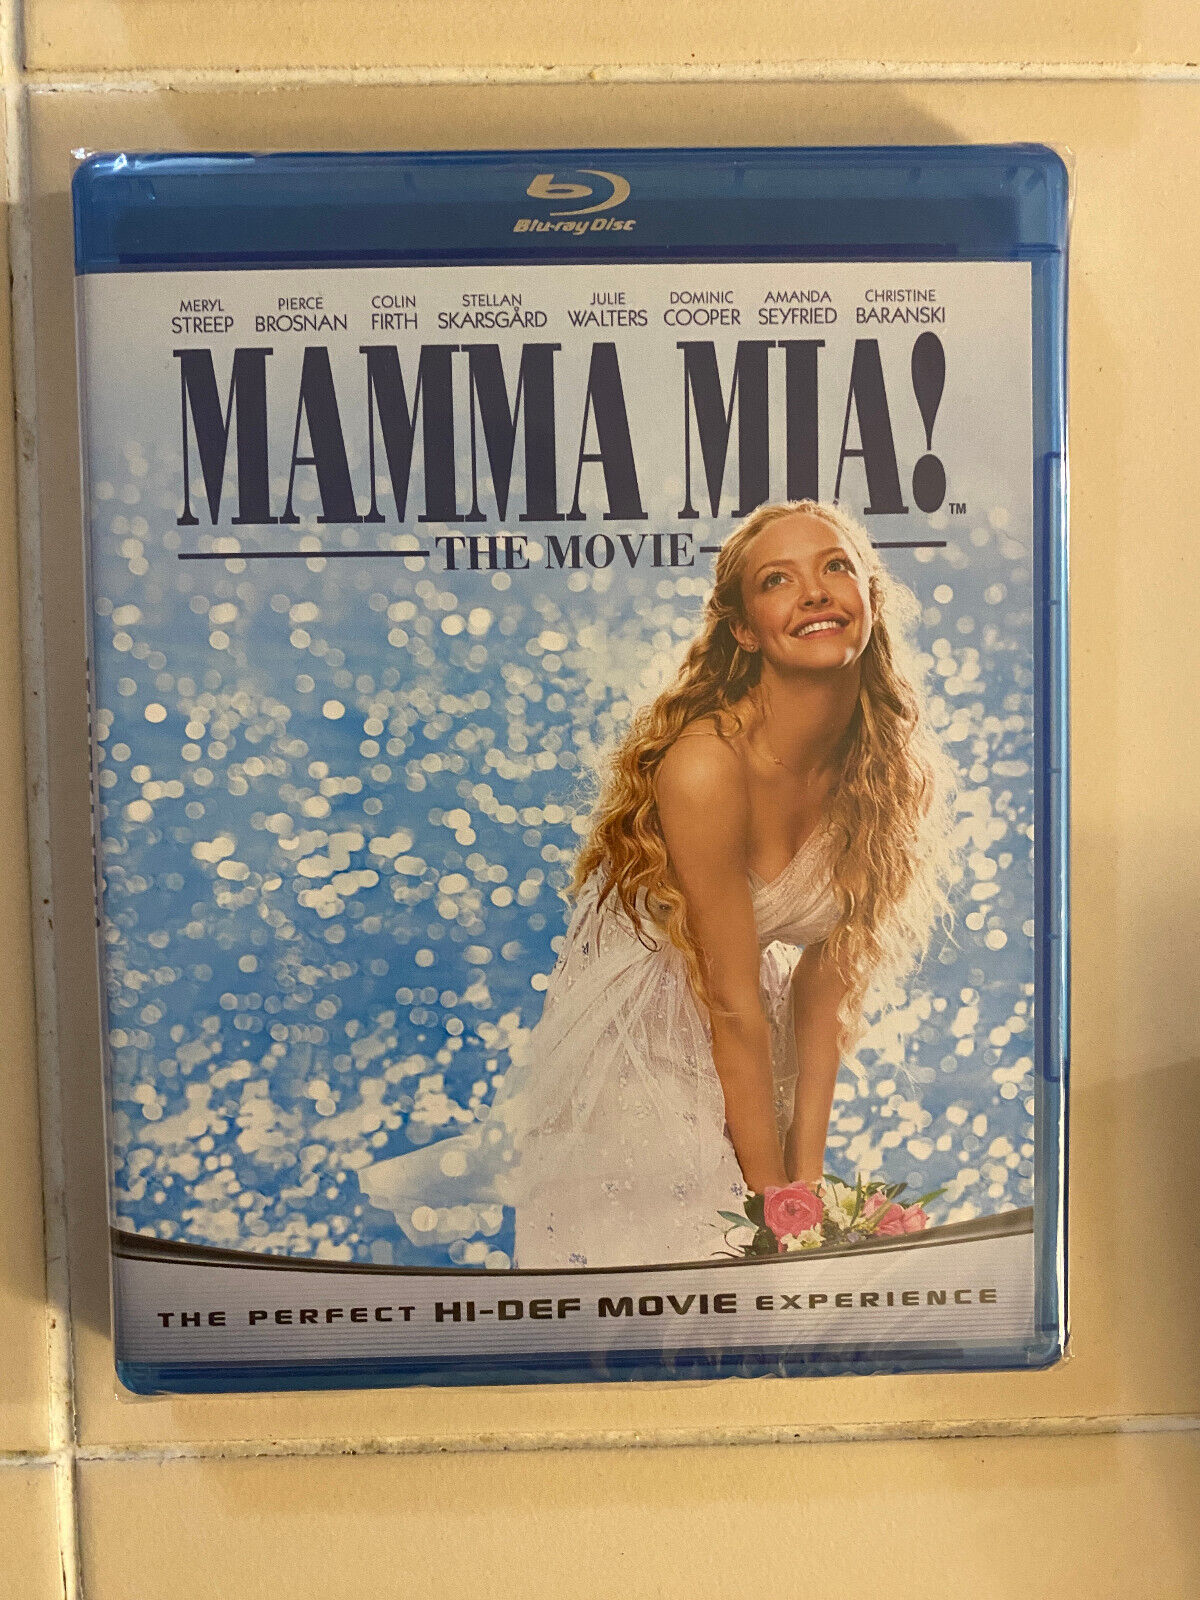 Blu-ray Disc
MERYL STREEP PIERCE BROSNAN COLIN FIRTH STELLAN SKARSGÅRD JULIE WALTERS DOMINIC COOPER AMANDA SEYFRIED CHRISTINE BARANSKI
MAMMA MIA!™
THE MOVIE
THE PERFECT HI-DEF MOVIE EXPERIENCE